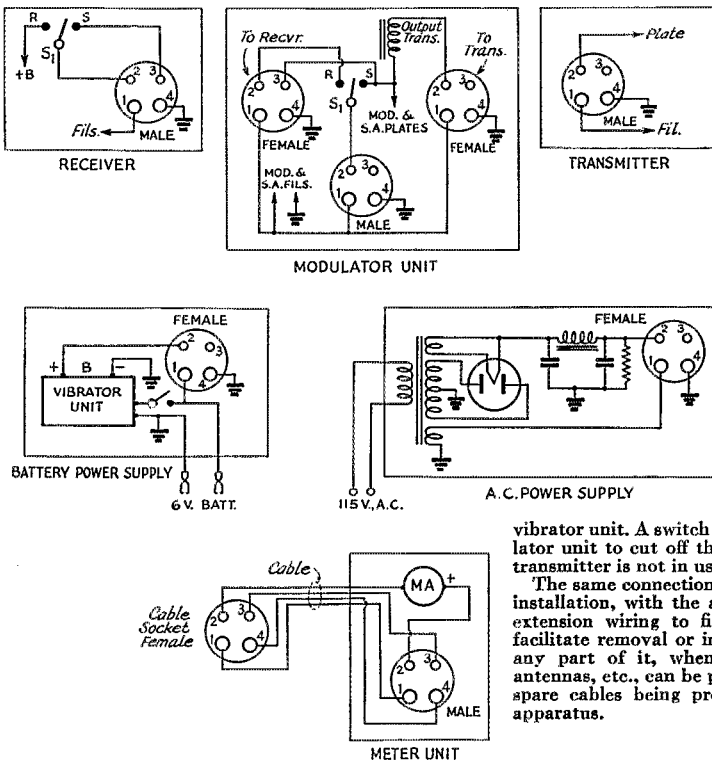 R
S
S1
+B
2
3
1
4
Fils.
MALE
RECEIVER
To Recvr.
Output
Trans.
To
Trans.
R
S
S1
2
3
1
4
FEMALE
MOD. &
S.A. PLATES
2
3
1
4
FEMALE
MOD. &
S.A. FILS.
2
3
1
4
MALE
MODULATOR UNIT
Plate
2
3
1
4
MALE
Fil.
TRANSMITTER
FEMALE
2
3
1
4
+ B −
VIBRATOR
UNIT
BATTERY POWER SUPPLY
6 V. BATT.
FEMALE
2
3
1
4
115 V., A.C.
A.C. POWER SUPPLY
Cable
Cable
Socket
Female
2
3
1
4
MA
+
2
3
1
4
MALE
METER UNIT
vibrator unit. A switch
lator unit to cut off th
transmitter is not in us
The same connection
installation, with the a
extension wiring to fi
facilitate removal or in
any part of it, when
antennas, etc., can be p
spare cables being pr
apparatus.